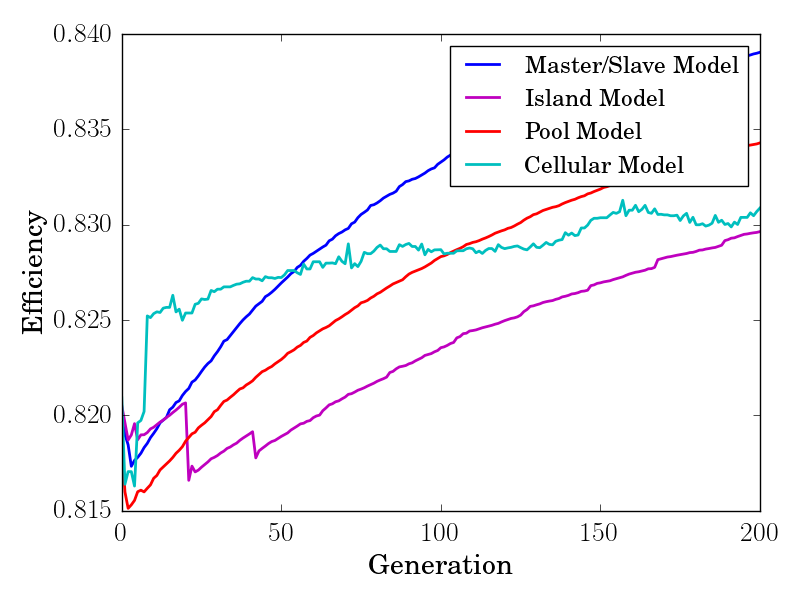 0.840
0.835
0.830
0.825
0.820
0.815
Efficiency
Master/Slave Model
Island Model
Pool Model
Cellular Model
0
50
100
150
200
Generation